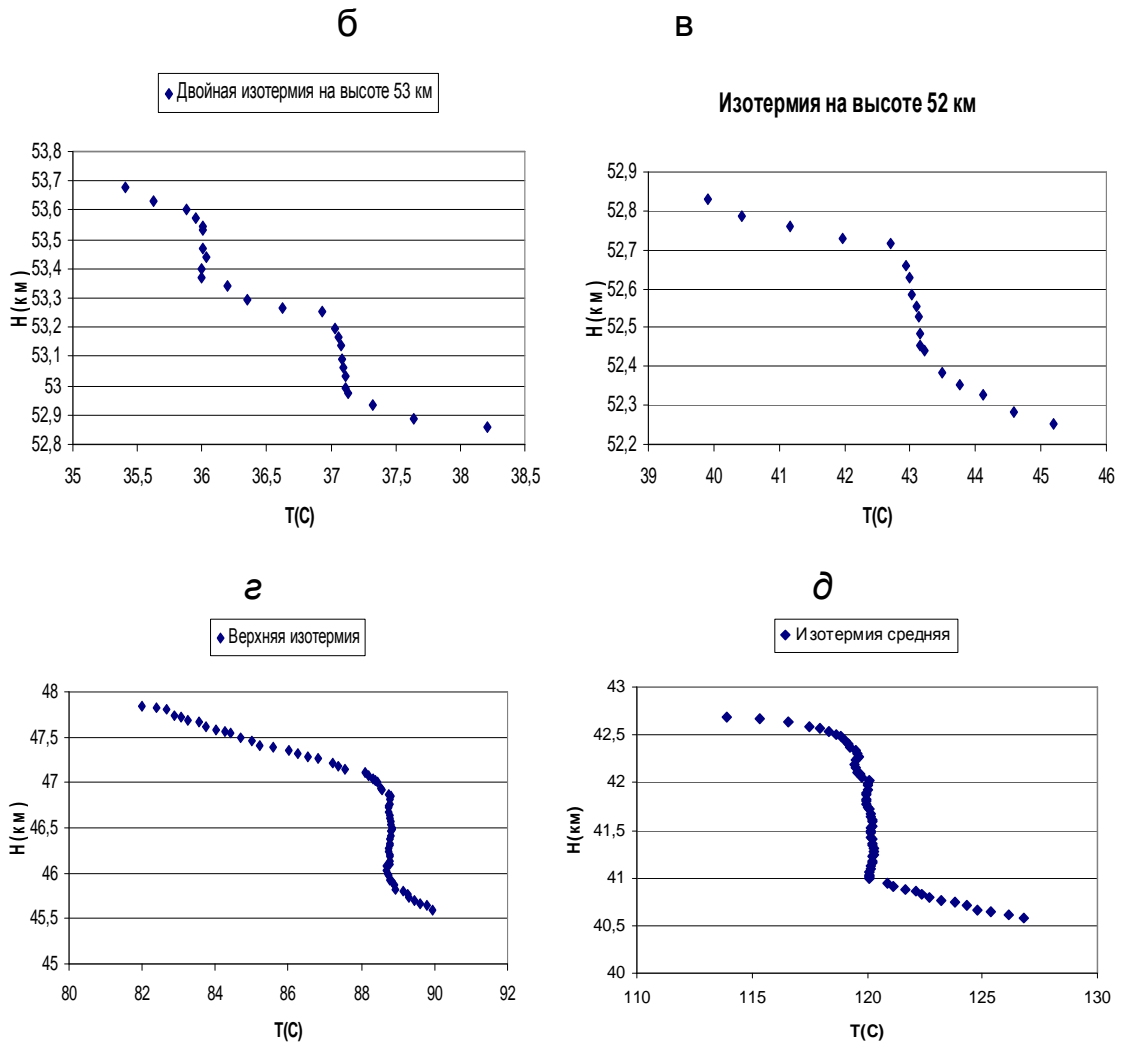 б
Двойная изотермия на высоте 53 км
53,8
53,7
53,6
53,5
53,4
53,3
53,2
53,1
53
52,9
52,8
Н(км)
35 35,5 36 36,5 37 37,5 38 38,5
Т(С)
в
Изотермия на высоте 52 км
52,9
52,8
52,7
52,6
52,5
52,4
52,3
52,2
Н(км)
39 40 41 42 43 44 45 46
Т(С)
г
Верхняя изотермия
48
47,5
47
46,5
46
45,5
45
Н(км)
80 82 84 86 88 90 92
Т(С)
д
Изотермия средняя
43
42,5
42
41,5
41
40,5
40
Н(км)
110 115 120 125 130
Т(С)